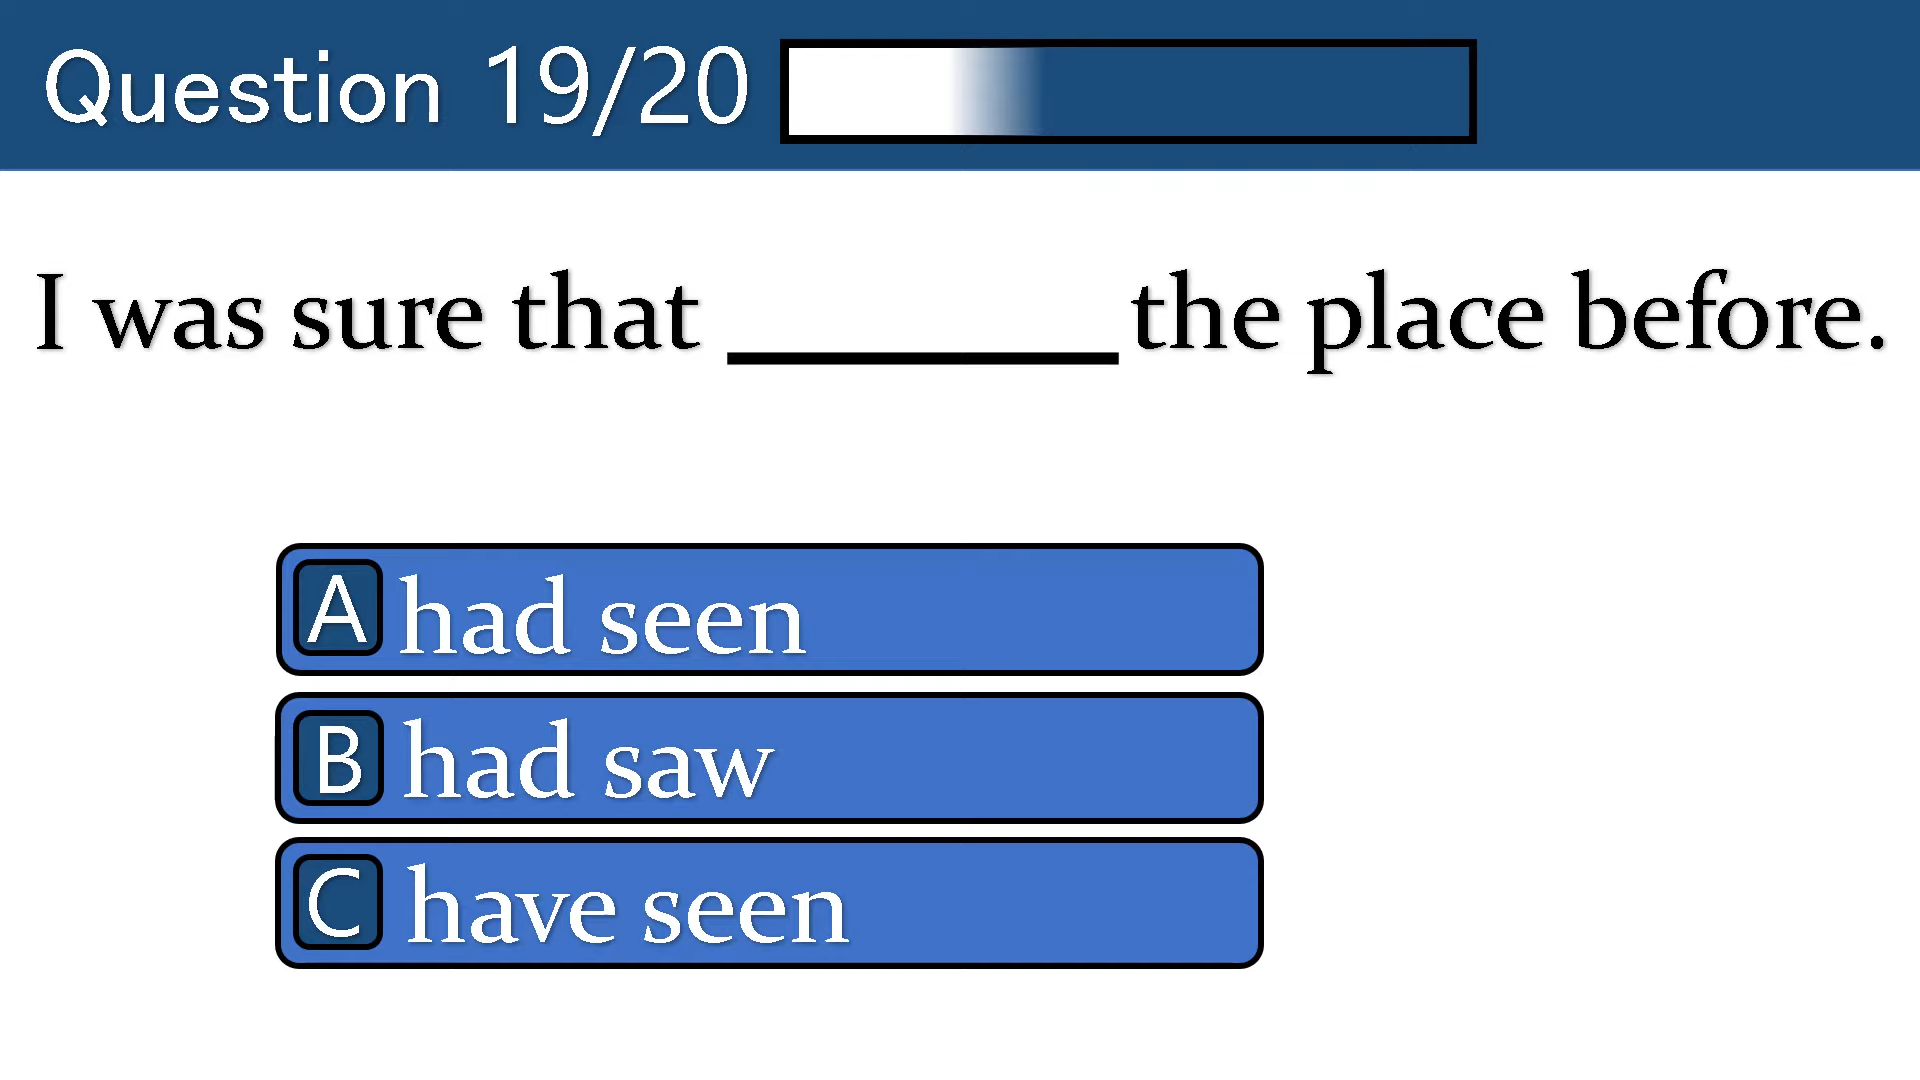 Question 19/20
I was sure that ________ the place before.
A had seen
B had saw
C have seen